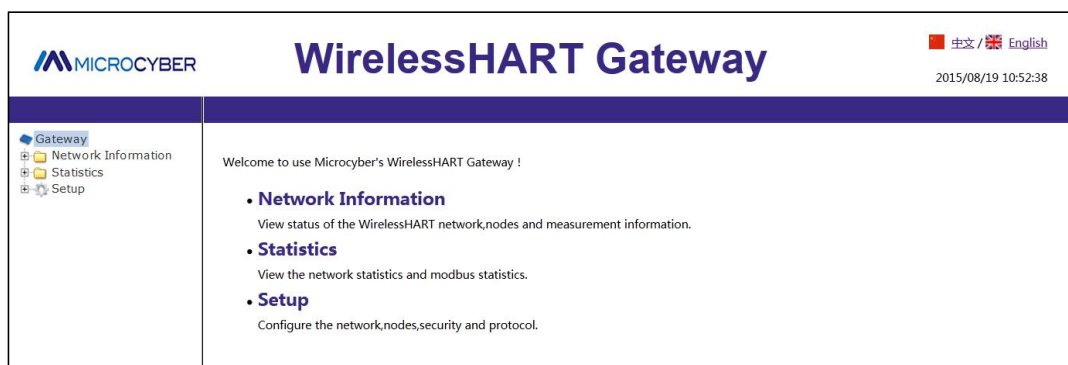 MICROCYBER
WirelessHART Gateway
中文 / English
2015/08/19 10:52:38
Gateway
Network Information
Statistics
Setup
Welcome to use Microcyber's WirelessHART Gateway !
• Network Information
View status of the WirelessHART network,nodes and measurement information.
• Statistics
View the network statistics and modbus statistics.
• Setup
Configure the network,nodes,security and protocol.